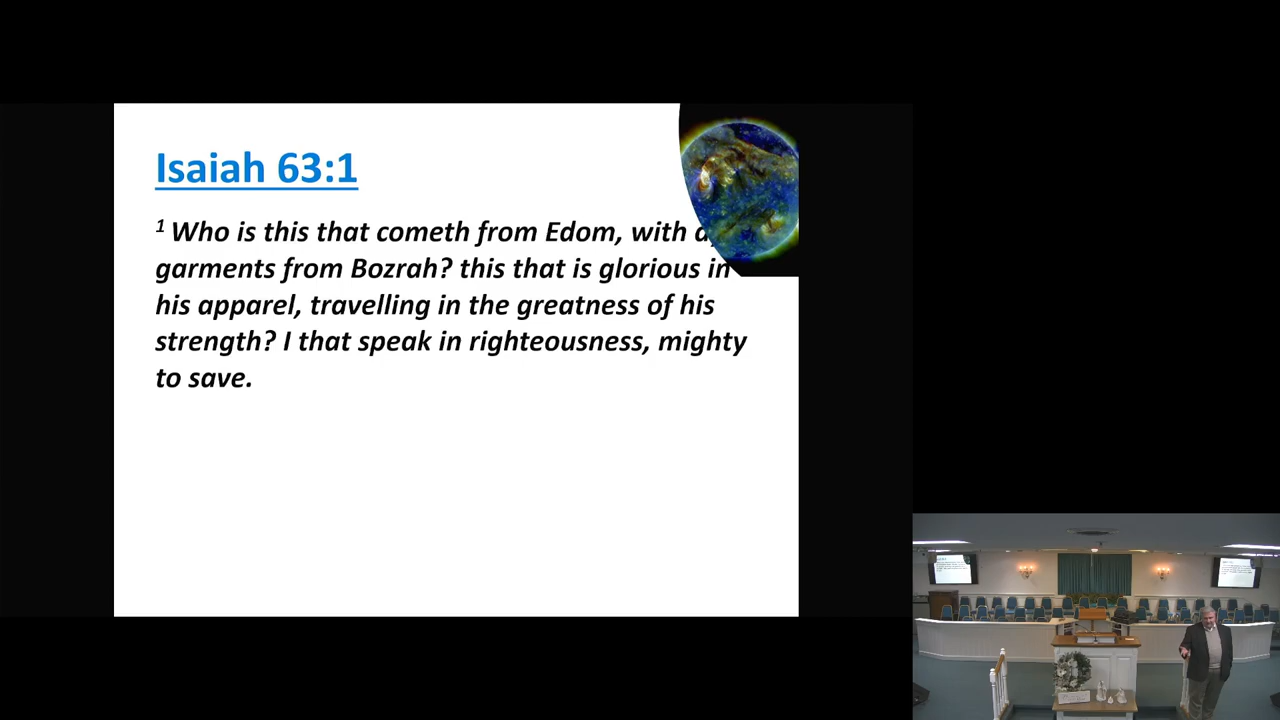 Isaiah 63:1
1 Who is this that cometh from Edom, with
garments from Bozrah? this that is glorious in
his apparel, travelling in the greatness of his
strength? I that speak in righteousness, mighty
to save.